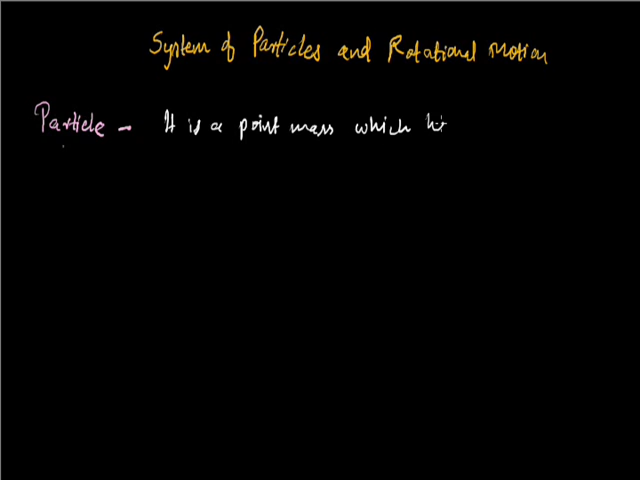 System of Particles and Rotational Motion
Particle - It is a point mass which